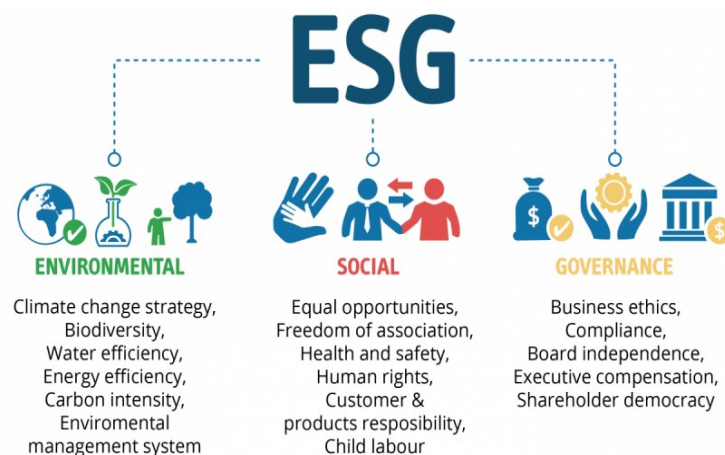 ESG
ENVIRONMENTAL
Climate change strategy,
Biodiversity,
Water efficiency,
Energy efficiency,
Carbon intensity,
Enviromental
management system
SOCIAL
Equal opportunities,
Freedom of association,
Health and safety,
Human rights,
Customer &
products resposibility,
Child labour
$
$
GOVERNANCE
Business ethics,
Compliance,
Board independence,
Executive compensation,
Shareholder democracy